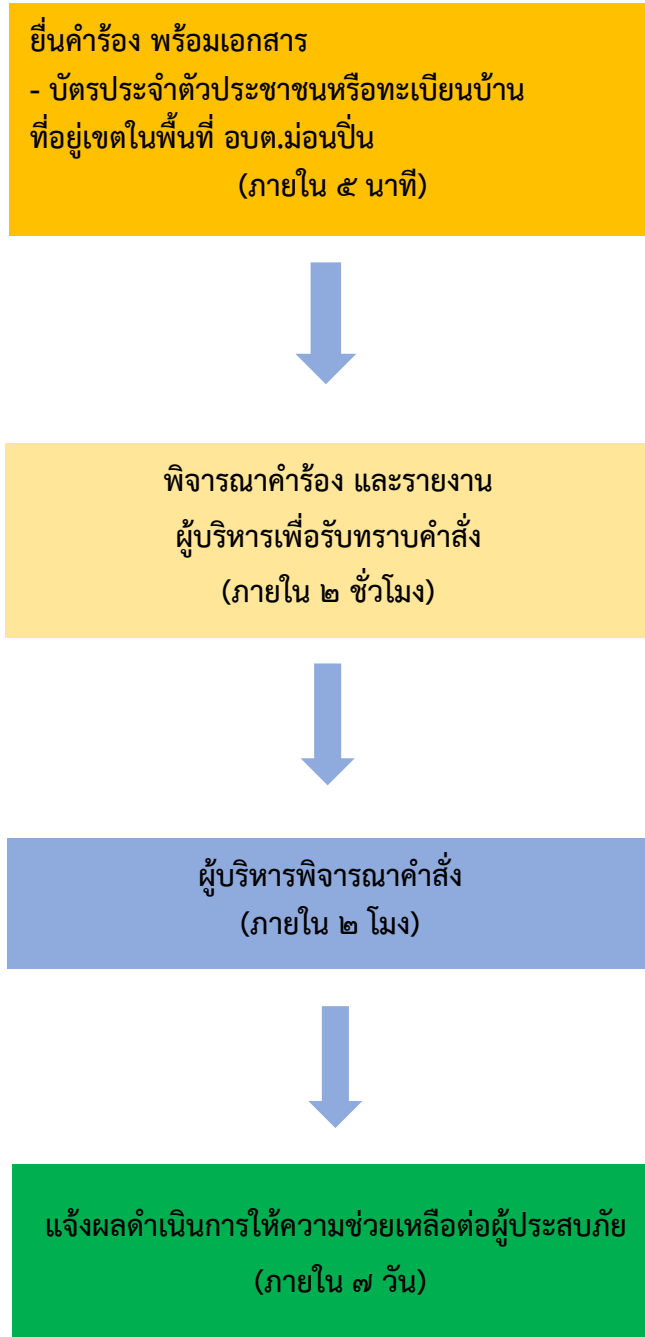 ยื่นคำร้อง พร้อมเอกสาร
- บัตรประจำตัวประชาชนหรือทะเบียนบ้าน
ที่อยู่เขตในพื้นที่ อบต.ม่อนปิ่น
(ภายใน ๕ นาที)
พิจารณาคำร้อง และรายงาน
ผู้บริหารเพื่อรับทราบคำสั่ง
(ภายใน ๒ ชั่วโมง)
ผู้บริหารพิจารณาคำสั่ง
(ภายใน ๒ โมง)
แจ้งผลดำเนินการให้ความช่วยเหลือต่อผู้ประสบภัย
(ภายใน ๗ วัน)